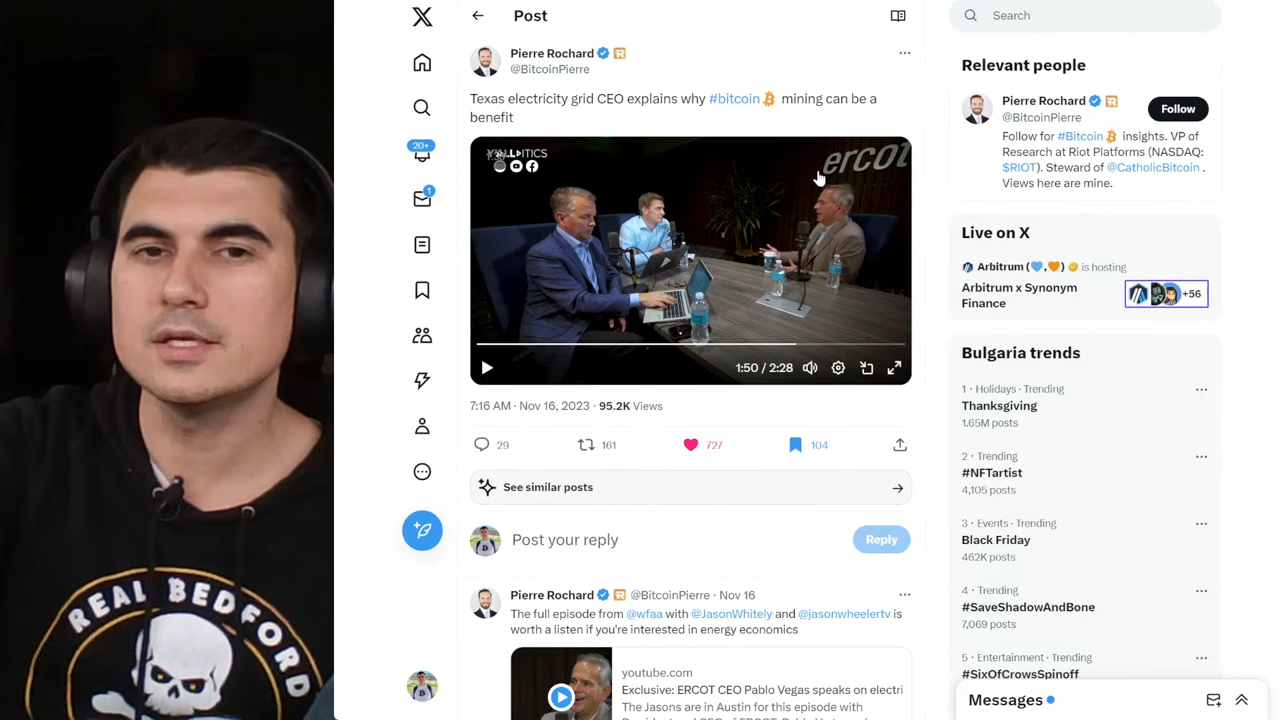 Post
Pierre Rochard
@BitcoinPierre
Texas electricity grid CEO explains why #bitcoin mining can be a
benefit
ercot
1:50 / 2:28
7:16 AM · Nov 16, 2023 · 95.2K Views
29
161
727
104
See similar posts
Post your reply
Reply
Pierre Rochard @BitcoinPierre · Nov 16
The full episode from @wfaa with @JasonWhitely and @jasonwheelertv is
worth a listen if you're interested in energy economics
youtube.com
Exclusive: ERCOT CEO Pablo Vegas speaks on electri
The Jasons are in Austin for this episode with
20+
1
Search
Relevant people
Pierre Rochard
@BitcoinPierre
Follow
Follow for #Bitcoin insights. VP of
Research at Riot Platforms (NASDAQ:
$RIOT). Steward of @CatholicBitcoin .
Views here are mine.
Live on X
Arbitrum (💙,🧡) is hosting
Arbitrum x Synonym
Finance
+56
Bulgaria trends
1 · Holidays · Trending
Thanksgiving
1.65M posts
2 · Trending
#NFTartist
4,105 posts
3 · Events · Trending
Black Friday
462K posts
4 · Trending
#SaveShadowAndBone
7,069 posts
5 · Entertainment · Trending
#SixOfCrowsSpinoff
Messages
REAL BEDFORD